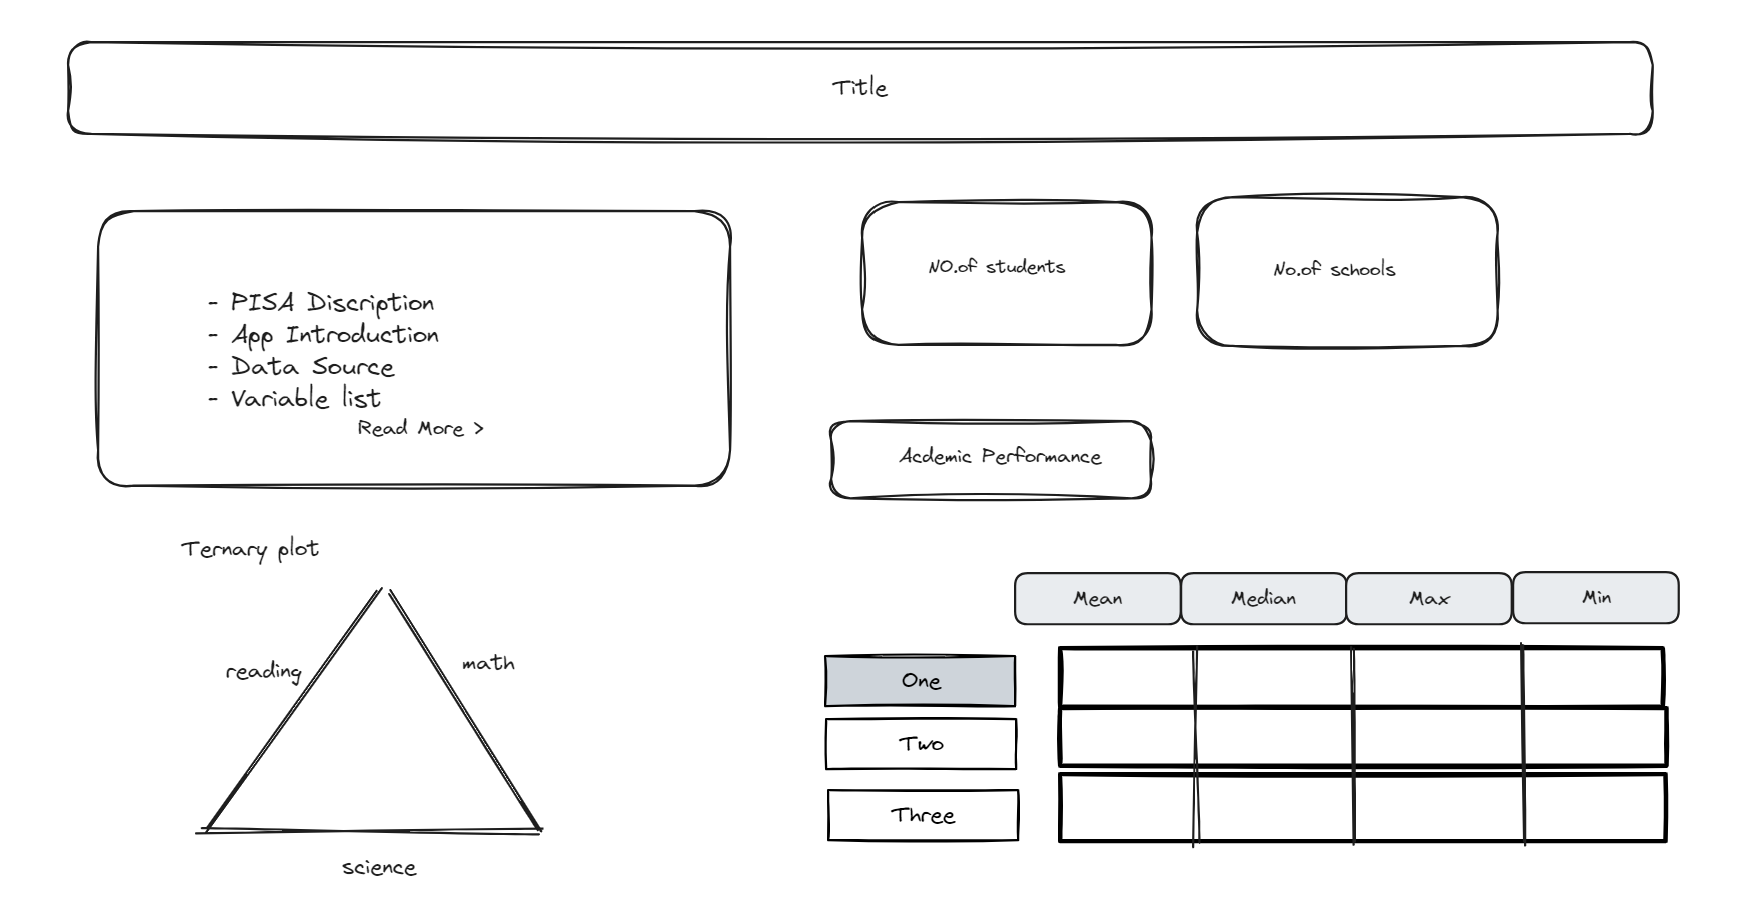 Title
- PISA Discription
- App Introduction
- Data Source
- Variable list
Read More >
NO.of students
No.of schools
Acdemic Performance
Ternary plot
reading
math
science
Mean
Median
Max
Min
One
Two
Three